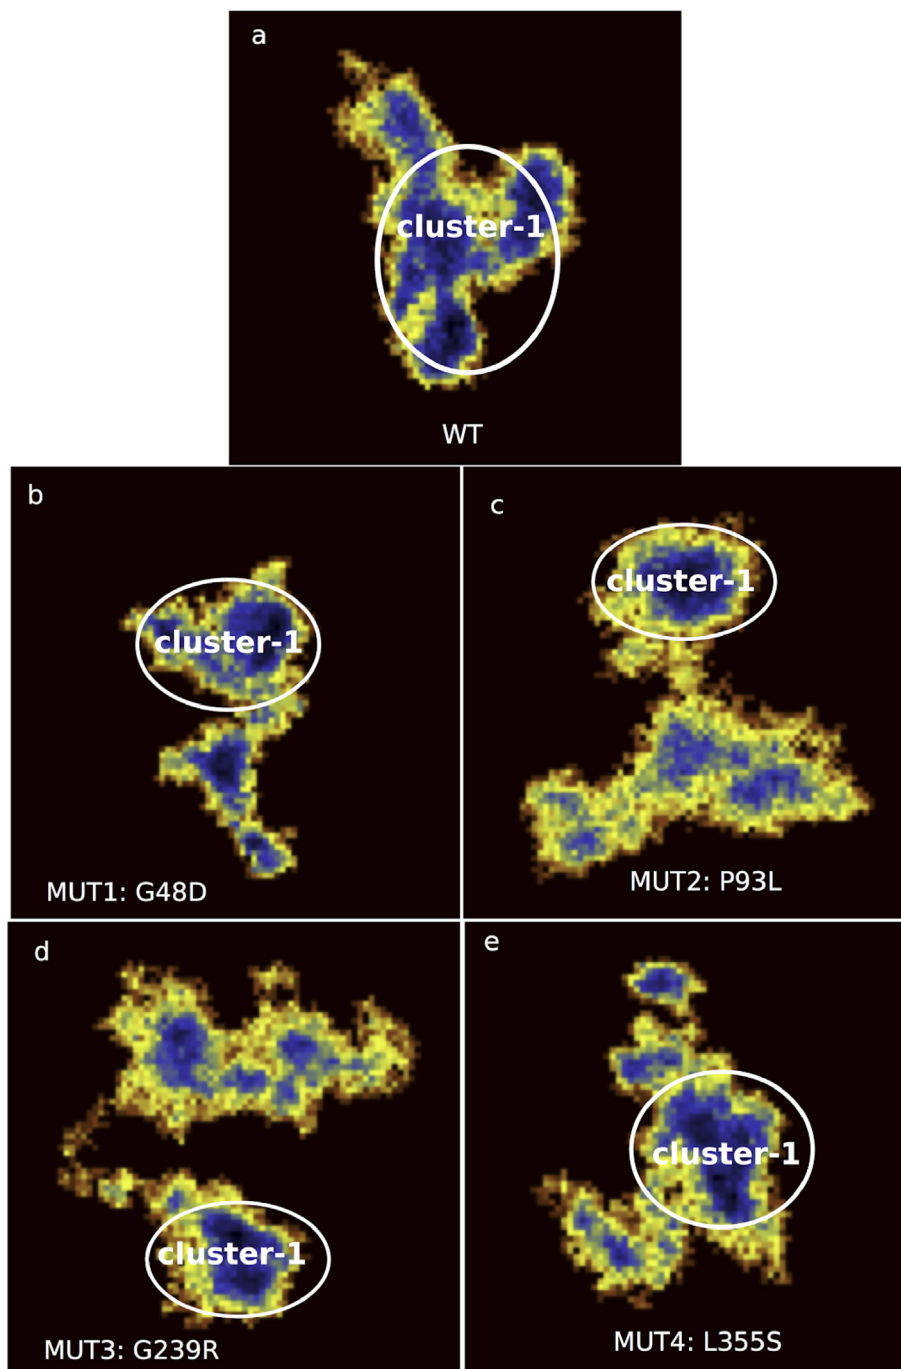 a
cluster-1
WT
b
cluster-1
MUT1: G48D
c
cluster-1
MUT2: P93L
d
cluster-1
MUT3: G239R
e
cluster-1
MUT4: L355S